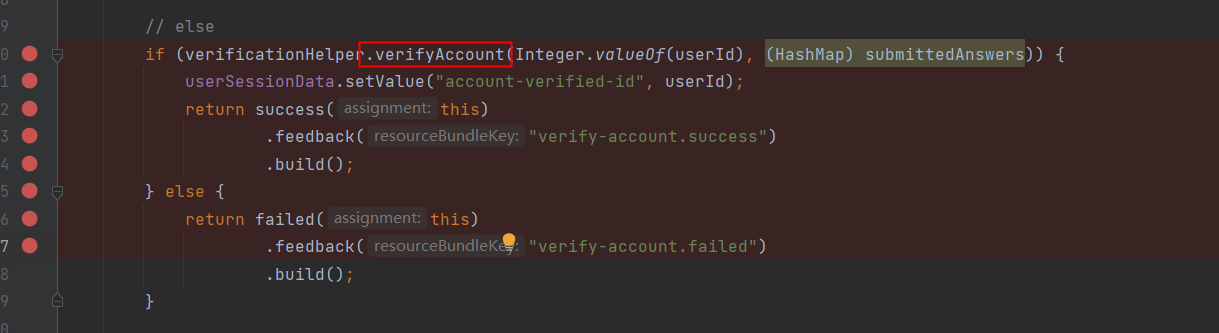 9 // else
0 if (verificationHelper.verifyAccount(Integer.valueOf(userId), (HashMap) submittedAnswers)) {
1 userSessionData.setValue("account-verified-id", userId);
2 return success( assignment: this)
3 .feedback( resourceBundleKey: "verify-account.success")
4 .build();
5 } else {
6 return failed( assignment: this)
7 .feedback( resourceBundleKey: "verify-account.failed")
8 .build();
9 }